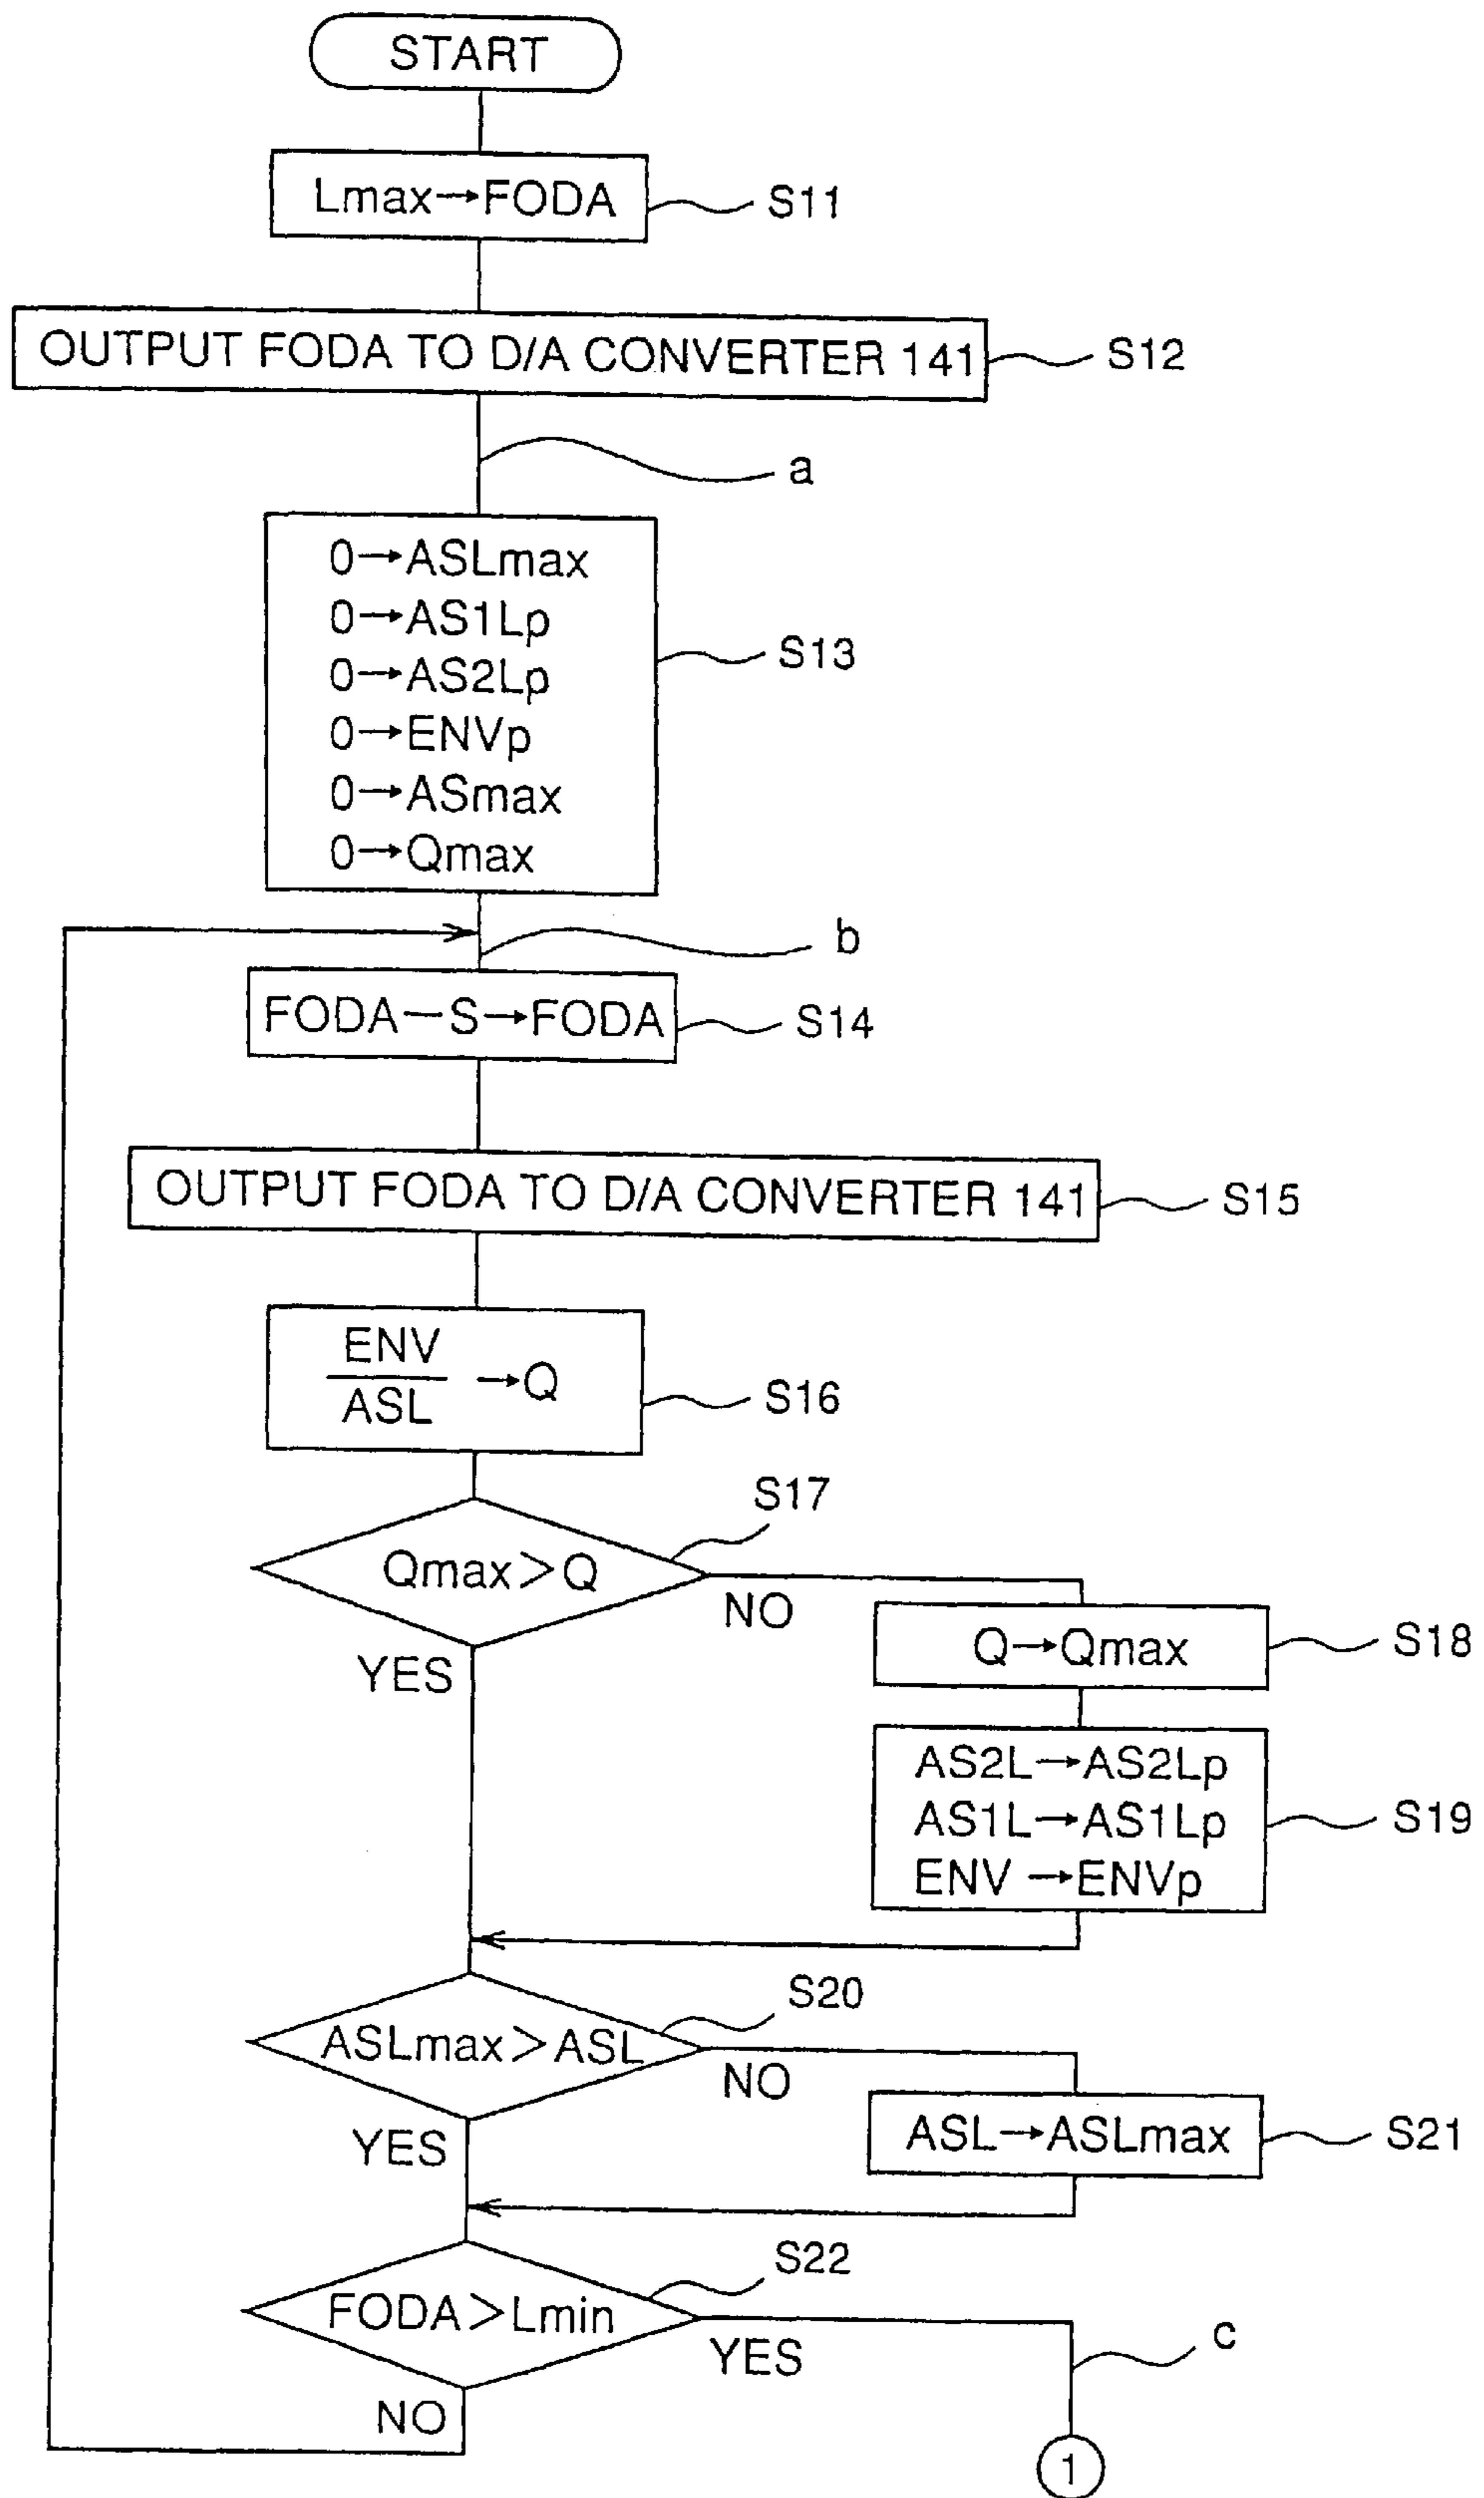 START
Lmax→FODA
S11
OUTPUT FODA TO D/A CONVERTER 141
S12
a
0→ASLmax
0→AS1Lp
0→AS2Lp
0→ENVp
0→ASmax
0→Qmax
S13
b
FODA—S→FODA
S14
OUTPUT FODA TO D/A CONVERTER 141
S15
ENV
ASL
→Q
S16
S17
Qmax>Q
NO
YES
Q→Qmax
S18
AS2L→AS2Lp
AS1L→AS1Lp
ENV→ENVp
S19
S20
ASLmax>ASL
NO
YES
ASL→ASLmax
S21
S22
FODA>Lmin
YES
c
NO
1